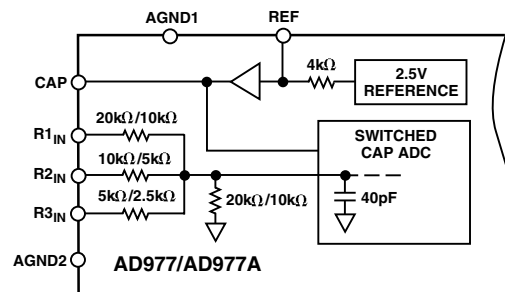 AGND1
REF
CAP
4kΩ
2.5V
REFERENCE
R1IN
20kΩ/10kΩ
R2IN
10kΩ/5kΩ
R3IN
5kΩ/2.5kΩ
20kΩ/10kΩ
SWITCHED
CAP ADC
40pF
AGND2
AD977/AD977A